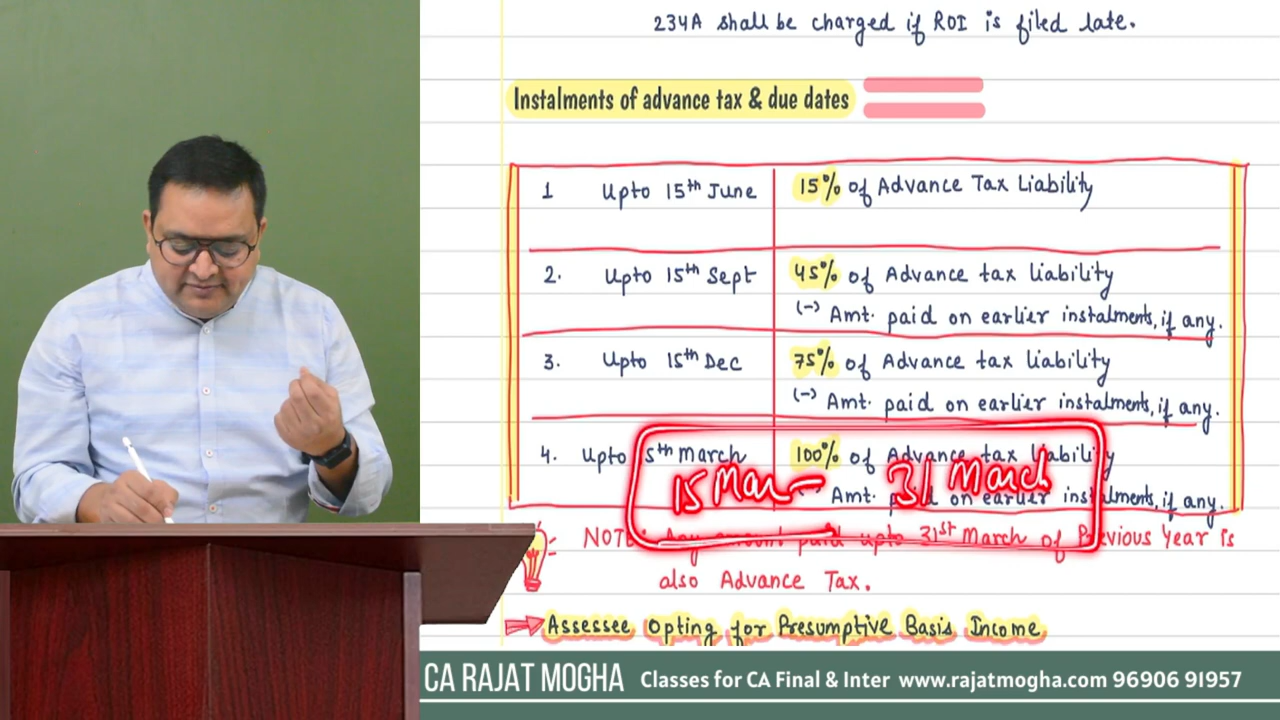 234A shall be charged if ROI is filed late.
Instalments of advance tax & due dates
1 Upto 15th June 15% of Advance Tax Liability
2. Upto 15th Sept 45% of Advance tax liability
(-) Amt. paid on earlier instalments, if any.
3. Upto 15th Dec 75% of Advance tax liability
(-) Amt. paid on earlier instalments, if any.
4. Upto 5th March 100% of Advance tax liability
15 Mar – 31 March
Amt. paid on earlier instalments, if any.
NOTE: Any amount paid upto 31st March of Previous Year is
also Advance Tax.
Assessee Opting for Presumptive Basis Income
CA RAJAT MOGHA Classes for CA Final & Inter www.rajatmogha.com 96906 91957